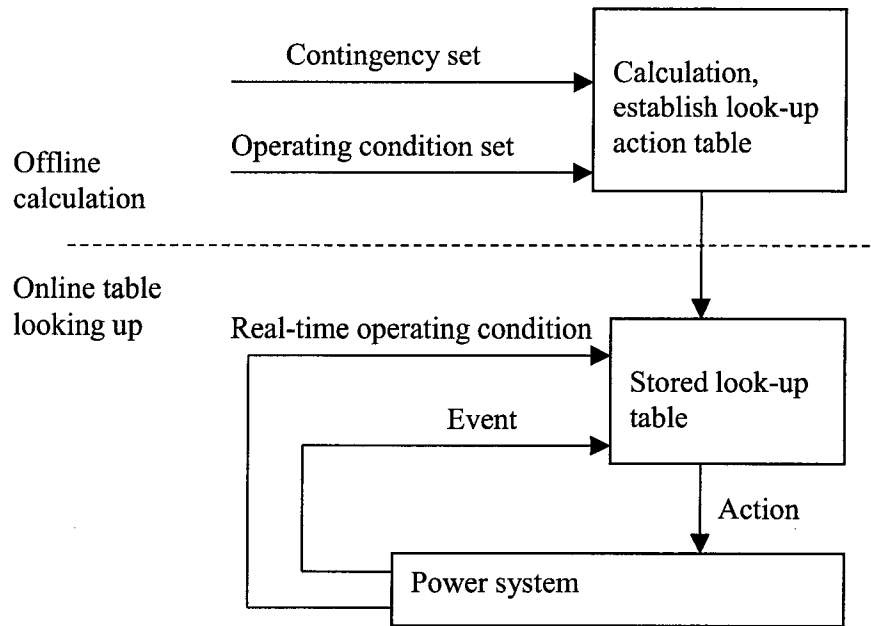 Contingency set
Calculation,
establish look-up
action table
Operating condition set
Offline
calculation
Online table
looking up
Real-time operating condition
Stored look-up
table
Event
Action
Power system